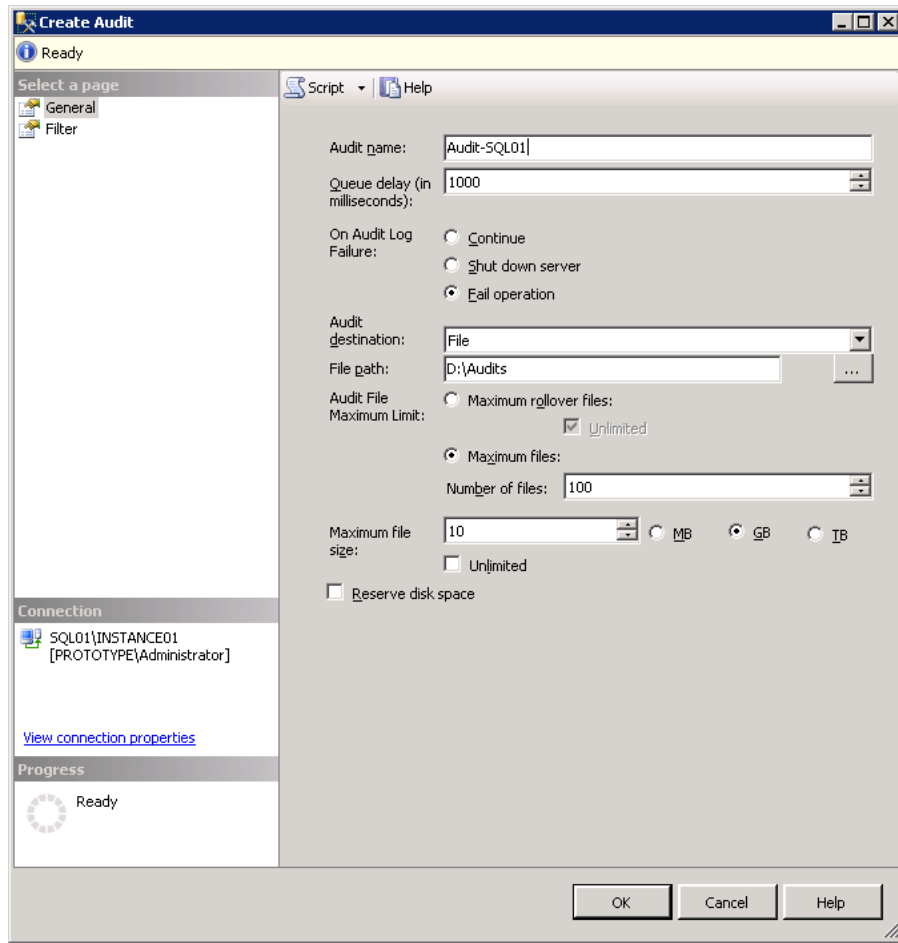 Create Audit
Ready
Select a page
General
Filter
Script
Help
Audit name:
Audit-SQL01
Queue delay (in
milliseconds):
1000
On Audit Log
Failure:
Continue
Shut down server
Fail operation
Audit
destination:
File
File path:
D:\Audits
...
Audit File
Maximum Limit:
Maximum rollover files:
Unlimited
Maximum files:
Number of files:
100
Maximum file
size:
10
MB
GB
TB
Unlimited
Reserve disk space
Connection
SQL01\INSTANCE01
[PROTOTYPE\Administrator]
View connection properties
Progress
Ready
OK
Cancel
Help